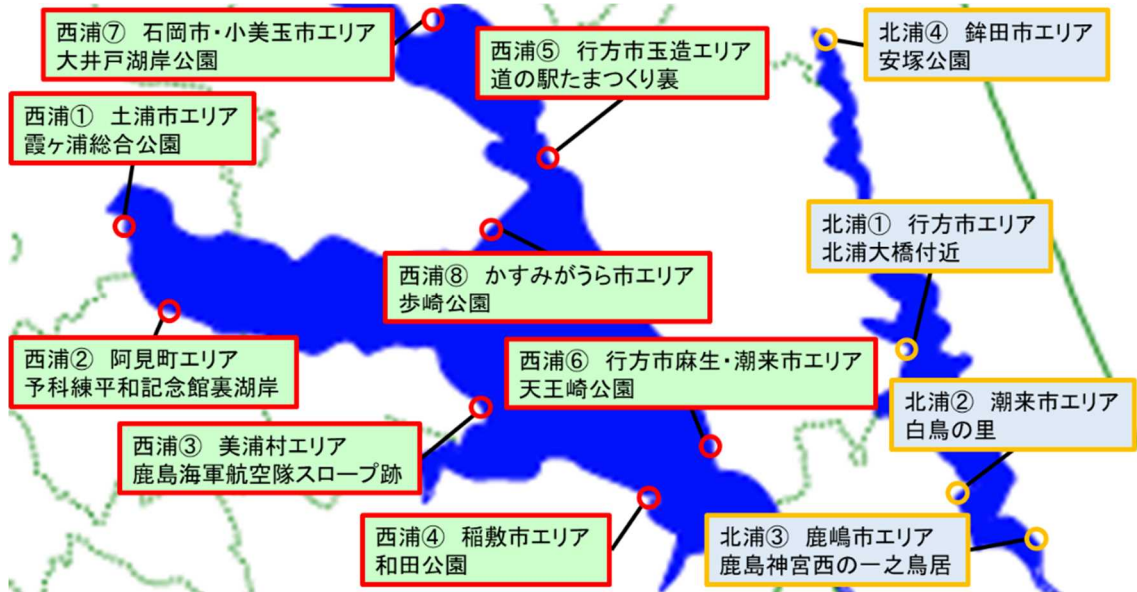 西浦⑦　石岡市・小美玉市エリア
大井戸湖岸公園
西浦⑤　行方市玉造エリア
道の駅たまつくり裏
北浦④　鉾田市エリア
安塚公園
西浦①　土浦市エリア
霞ヶ浦総合公園
北浦①　行方市エリア
北浦大橋付近
西浦⑧　かすみがうら市エリア
歩崎公園
西浦②　阿見町エリア
予科練平和記念館裏湖岸
西浦⑥　行方市麻生・潮来市エリア
天王崎公園
北浦②　潮来市エリア
白鳥の里
西浦③　美浦村エリア
鹿島海軍航空隊スロープ跡
西浦④　稲敷市エリア
和田公園
北浦③　鹿嶋市エリア
鹿島神宮西の一之鳥居